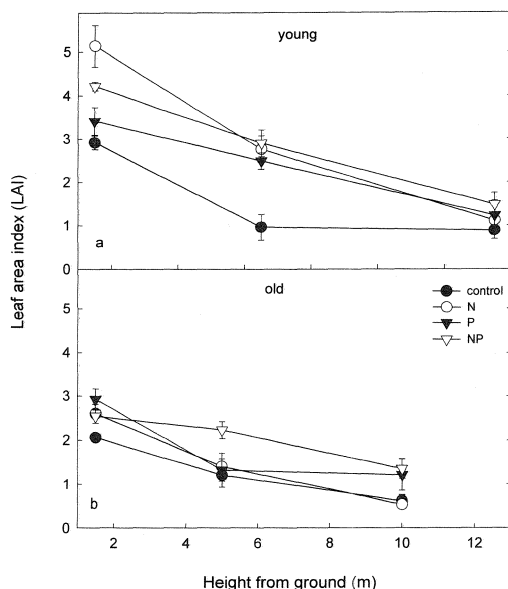 young
5
4
3
2
1
0
a
Leaf area index (LAI)
old
control
N
P
NP
5
4
3
2
1
0
b
2
4
6
8
10
12
Height from ground (m)